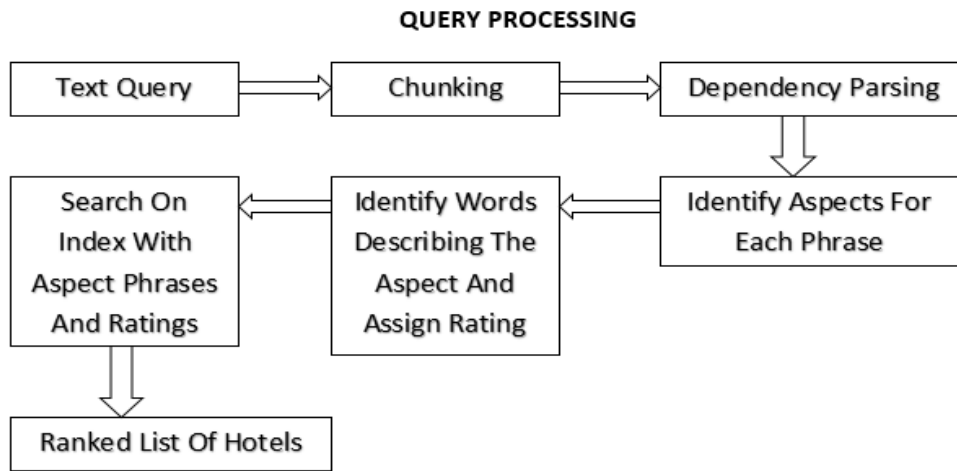 QUERY PROCESSING
Text Query
Chunking
Dependency Parsing
Identify Aspects For
Each Phrase
Identify Words
Describing The
Aspect And
Assign Rating
Search On
Index With
Aspect Phrases
And Ratings
Ranked List Of Hotels